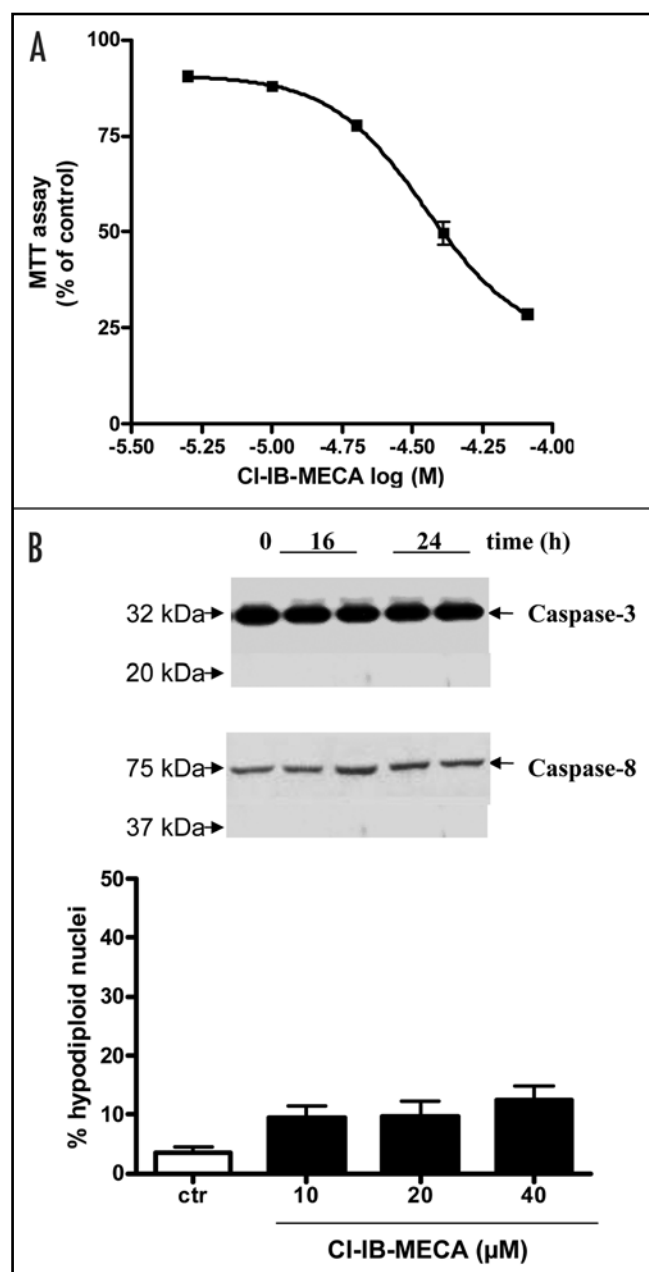 A
100
75
50
25
0
MTT assay
(% of control)
-5.50 -5.25 -5.00 -4.75 -4.50 -4.25 -4.00
Cl-IB-MECA log (M)
B
0 16 24 time (h)
32 kDa Caspase-3
20 kDa
75 kDa Caspase-8
37 kDa
50
40
30
20
10
0
% hypodiploid nuclei
ctr 10 20 40
Cl-IB-MECA (µM)